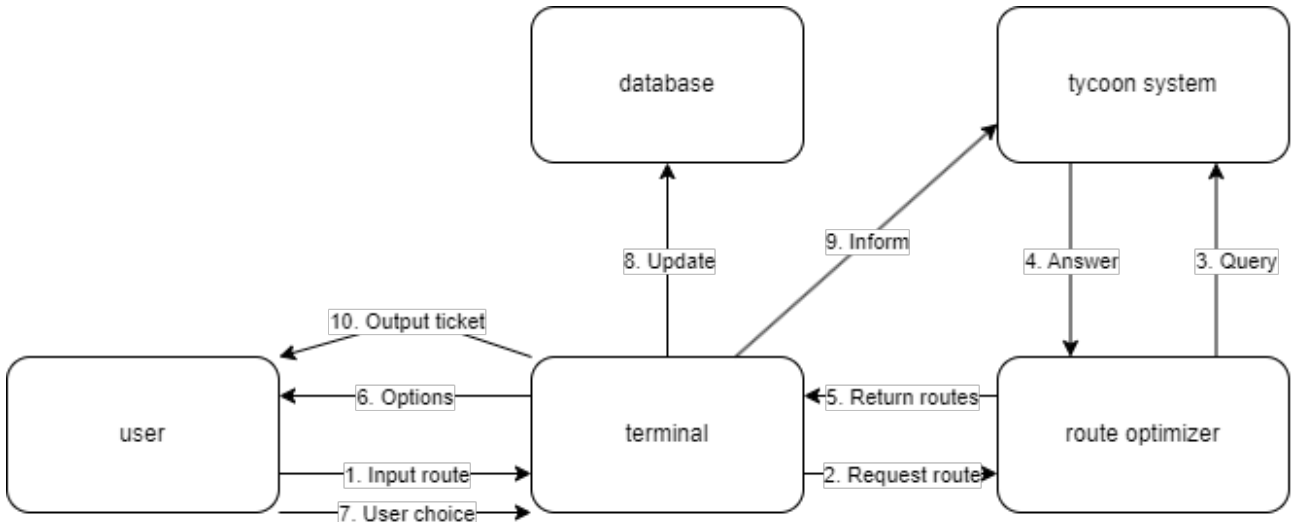 database
tycoon system
9. Inform
8. Update
4. Answer
3. Query
10. Output ticket
6. Options
5. Return routes
user
terminal
route optimizer
1. Input route
2. Request route
7. User choice